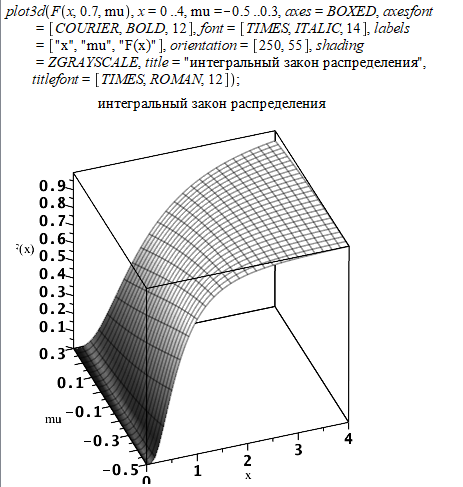 plot3d(F(x, 0.7, mu), x = 0 ..4, mu =−0.5 ..0.3, axes = BOXED, axesfont
= [COURIER, BOLD, 12], font = [TIMES, ITALIC, 14], labels
= ["x", "mu", "F(x)"], orientation = [250, 55], shading
= ZGRAYSCALE, title = "интегральный закон распределения",
titlefont = [TIMES, ROMAN, 12]);
интегральный закон распределения
0.9
0.8
0.7
0.6
F(x)
0.5
0.4
0.3
0.2
0.1
0.3
0.1
mu
−0.1
−0.3
−0.5
0
1
2
3
4
x